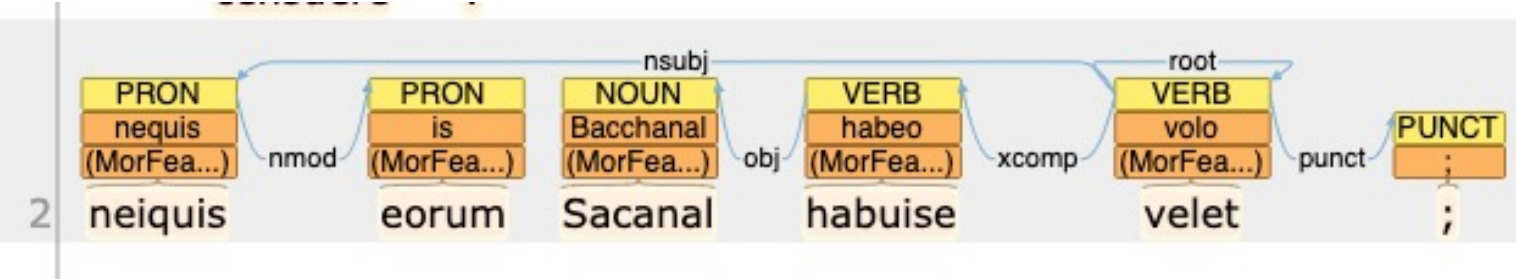 nsubj root
PRON PRON NOUN VERB VERB
nequis is Bacchanal habeo volo PUNCT
(MorFea...) nmod (MorFea...) (MorFea...) obj (MorFea...) xcomp (MorFea...) punct ;
2 neiquis eorum Sacanal habuise velet ;